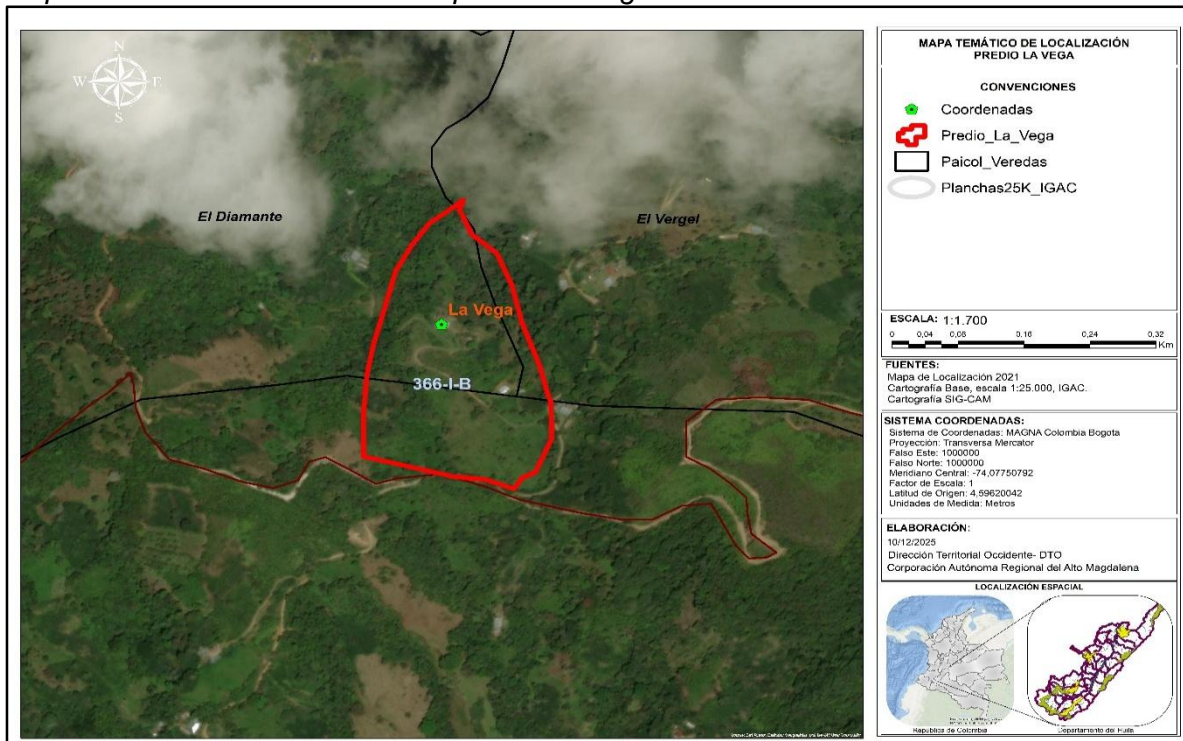 N
W
E
S
El Diamante
El Vergel
La Vega
366-I-B
MAPA TEMÁTICO DE LOCALIZACIÓN
PREDIO LA VEGA
CONVENCIONES
Coordenadas
Predio_La_Vega
Paicol_Veredas
Planchas25K_IGAC
ESCALA: 1:1.700
0 0,04 0,08 0,16 0,24 0,32
Km
FUENTES:
Mapa de Localización 2021
Cartografía Base, escala 1:25.000, IGAC.
Cartografía SIG-CAM
SISTEMA COORDENADAS:
Sistema de Coordenadas: MAGNA Colombia Bogota
Proyección: Transversa Mercator
Falso Este: 1000000
Falso Norte: 1000000
Meridiano Central: -74,07750792
Factor de Escala: 1
Latitud de Origen: 4,59620042
Unidades de Medida: Metros
ELABORACIÓN:
10/12/2025
Dirección Territorial Occidente- DTO
Corporación Autónoma Regional del Alto Magdalena
LOCALIZACIÓN ESPACIAL
Republica de Colombia
Departamento del Huila